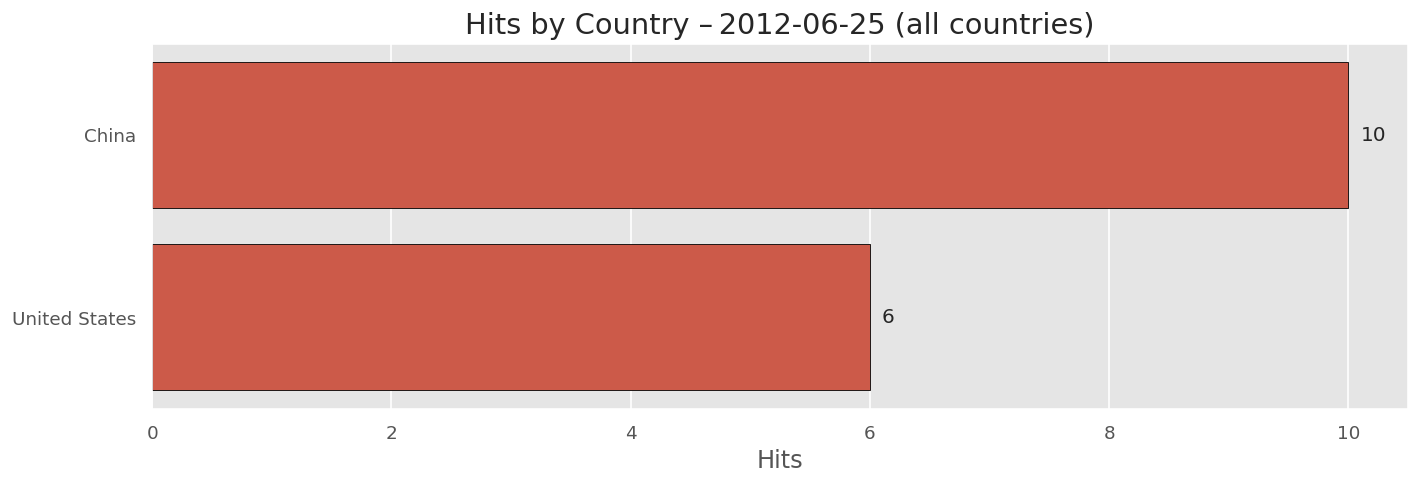 Hits by Country – 2012-06-25 (all countries)
China
10
United States
6
0 2 4 6 8 10
Hits